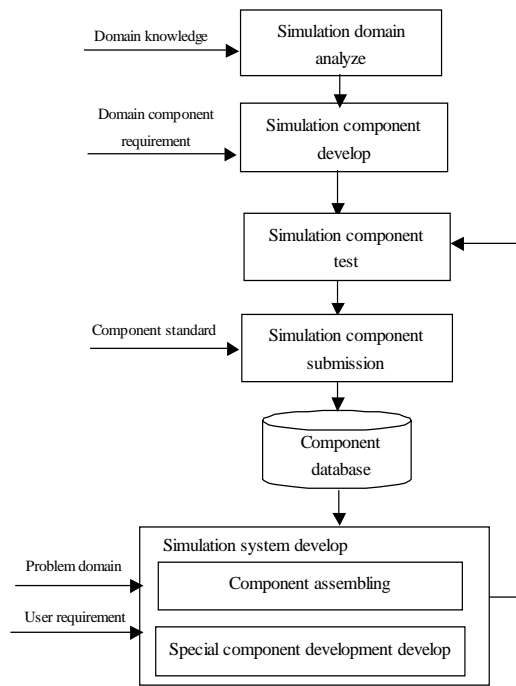 Domain knowledge
Simulation domain
analyze
Domain component
requirement
Simulation component
develop
Simulation component
test
Component standard
Simulation component
submission
Component
database
Simulation system develop
Problem domain
Component assembling
User requirement
Special component development develop